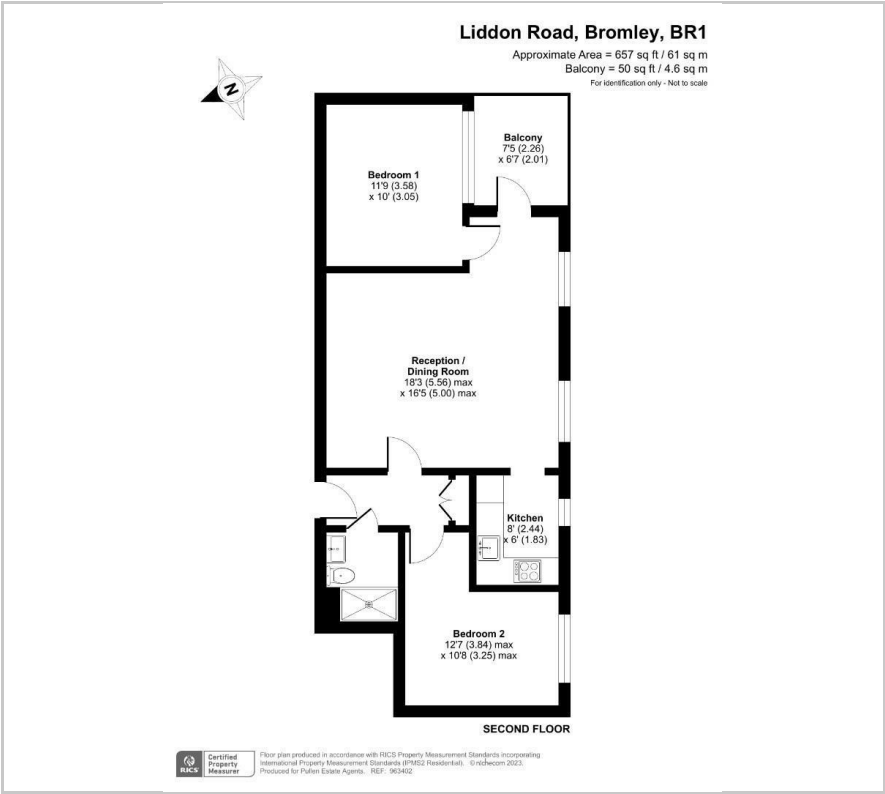 Liddon Road, Bromley, BR1
Approximate Area = 657 sq ft / 61 sq m
Balcony = 50 sq ft / 4.6 sq m
For identification only - Not to scale
N
Balcony
7'5 (2.26)
x 6'7 (2.01)
Bedroom 1
11'9 (3.58)
x 10' (3.05)
Reception /
Dining Room
18'3 (5.56) max
x 16'5 (5.00) max
Kitchen
8' (2.44)
x 6' (1.83)
Bedroom 2
12'7 (3.84) max
x 10'8 (3.25) max
SECOND FLOOR
RICS
Certified
Property
Measurer
Floor plan produced in accordance with RICS Property Measurement Standards incorporating
International Property Measurement Standards (IPMS2 Residential). © nichecom 2023.
Produced for Pullen Estate Agents. REF: 963402